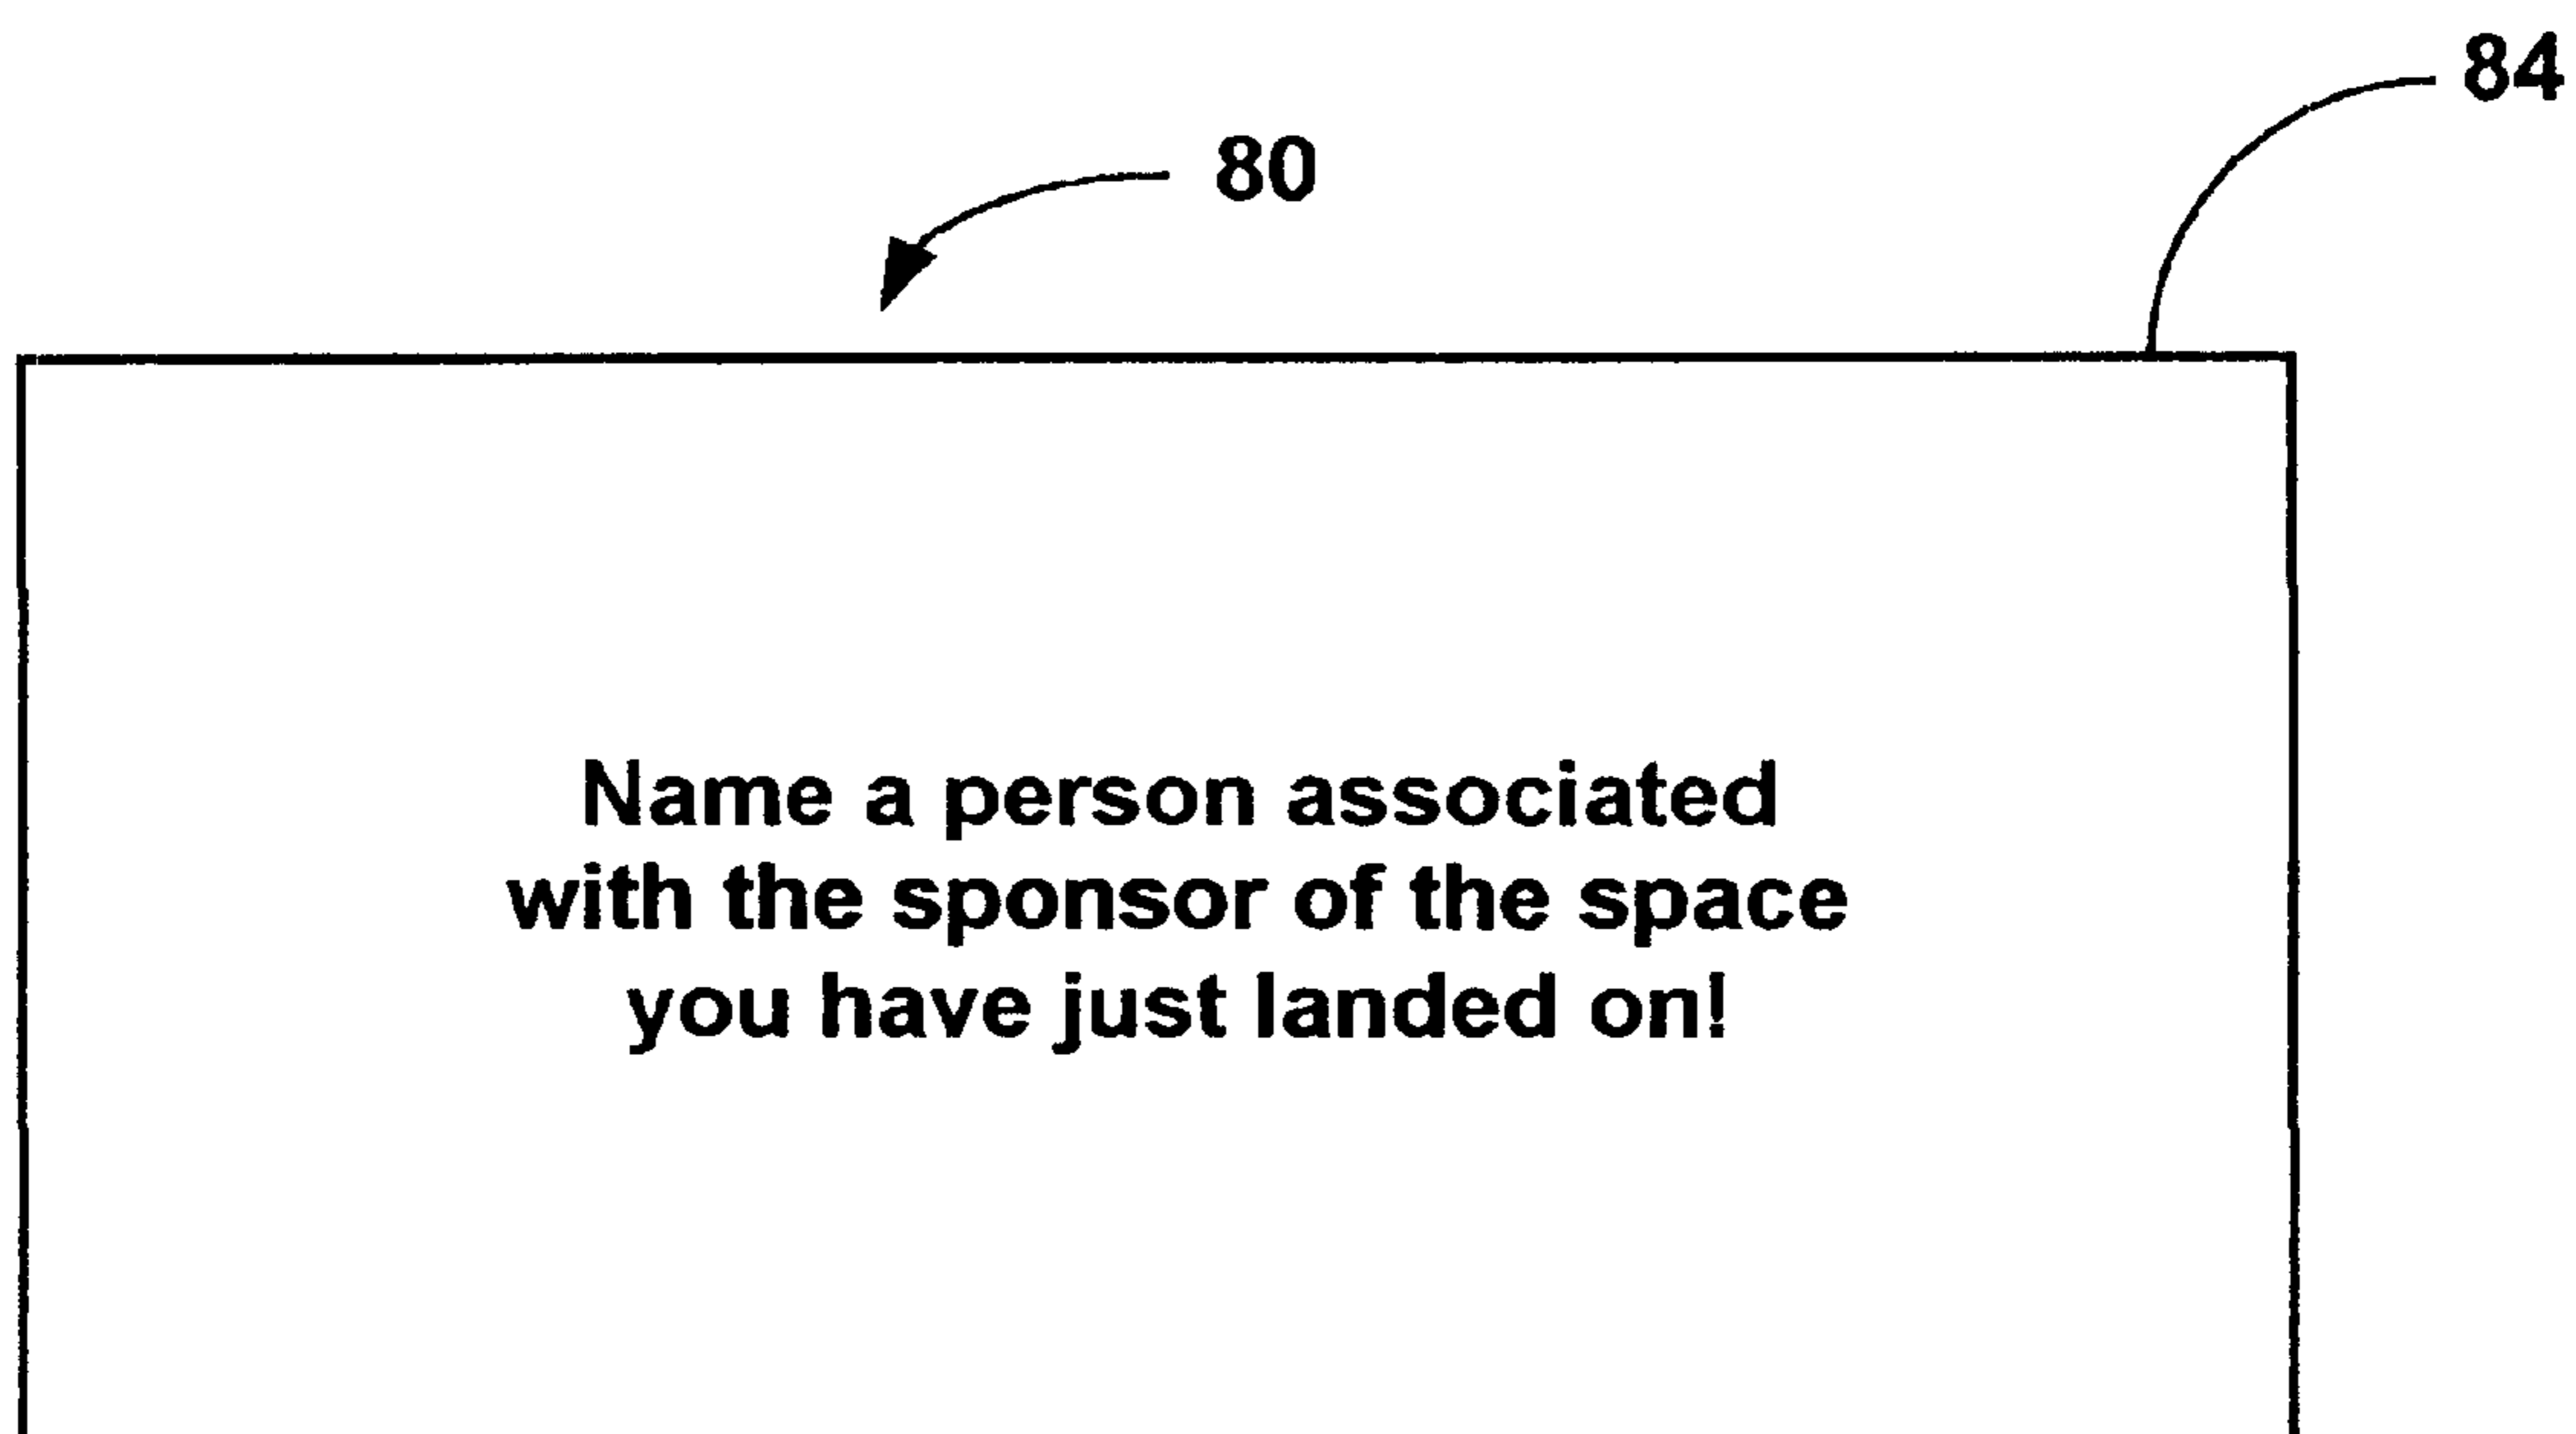 84
80
Name a person associated
with the sponsor of the space
you have just landed on!